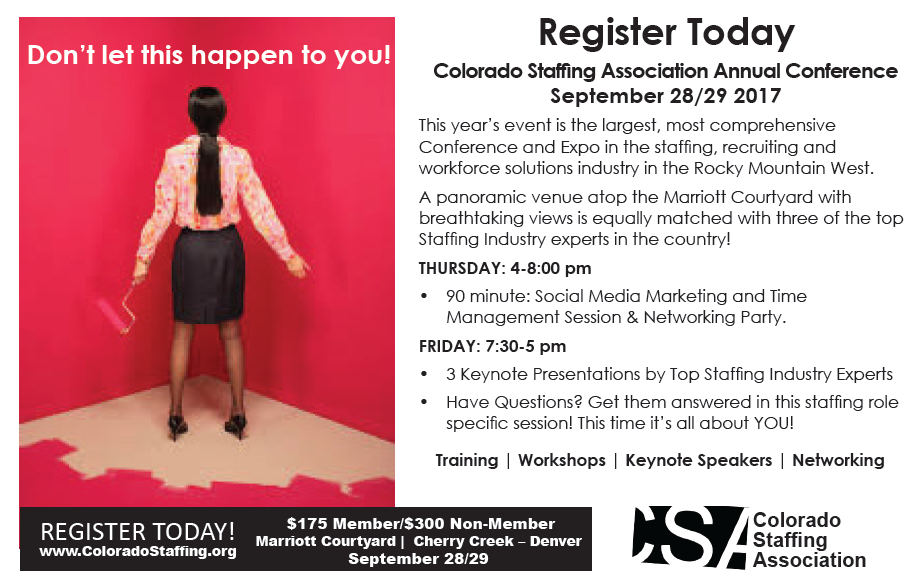 Don't let this happen to you!
Register Today
Colorado Staffing Association Annual Conference
September 28/29 2017
This year's event is the largest, most comprehensive
Conference and Expo in the staffing, recruiting and
workforce solutions industry in the Rocky Mountain West.
A panoramic venue atop the Marriott Courtyard with
breathtaking views is equally matched with three of the top
Staffing Industry experts in the country!
THURSDAY: 4-8:00 pm
• 90 minute: Social Media Marketing and Time
Management Session & Networking Party.
FRIDAY: 7:30-5 pm
• 3 Keynote Presentations by Top Staffing Industry Experts
• Have Questions? Get them answered in this staffing role
specific session! This time it's all about YOU!
Training | Workshops | Keynote Speakers | Networking
REGISTER TODAY!
www.ColoradoStaffing.org
$175 Member/$300 Non-Member
Marriott Courtyard | Cherry Creek – Denver
September 28/29
CSA
Colorado
Staffing
Association